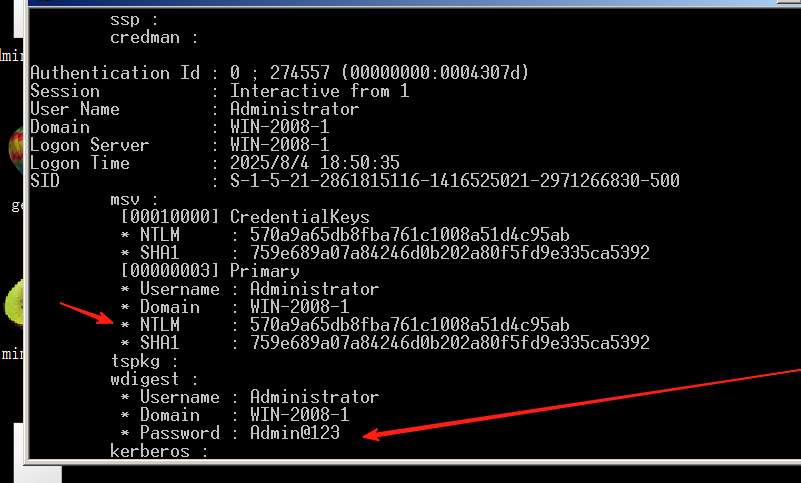 ssp :
credman :
Authentication Id : 0 ; 274557 (00000000:0004307d)
Session           : Interactive from 1
User Name         : Administrator
Domain            : WIN-2008-1
Logon Server      : WIN-2008-1
Logon Time        : 2025/8/4 18:50:35
SID               : S-1-5-21-2861815116-1416525021-2971266830-500
msv :
[00010000] CredentialKeys
* NTLM     : 570a9a65db8fba761c1008a51d4c95ab
* SHA1     : 759e689a07a84246d0b202a80f5fd9e335ca5392
[00000003] Primary
* Username : Administrator
* Domain   : WIN-2008-1
* NTLM     : 570a9a65db8fba761c1008a51d4c95ab
* SHA1     : 759e689a07a84246d0b202a80f5fd9e335ca5392
tspkg :
wdigest :
* Username : Administrator
* Domain   : WIN-2008-1
* Password : Admin@123
kerberos :